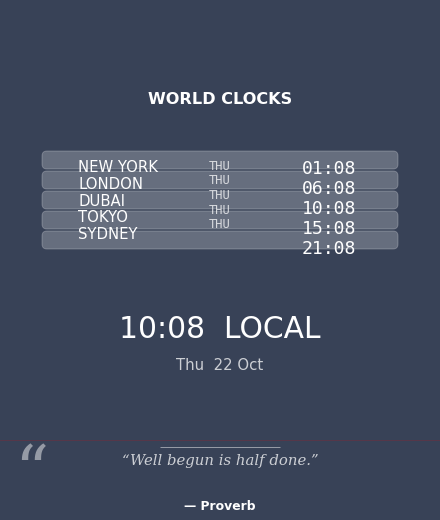 WORLD CLOCKS
NEW YORK THU 01:08
LONDON THU 06:08
DUBAI THU 10:08
TOKYO THU 15:08
SYDNEY THU 21:08
10:08 LOCAL
Thu 22 Oct
“
“Well begun is half done.”
— Proverb